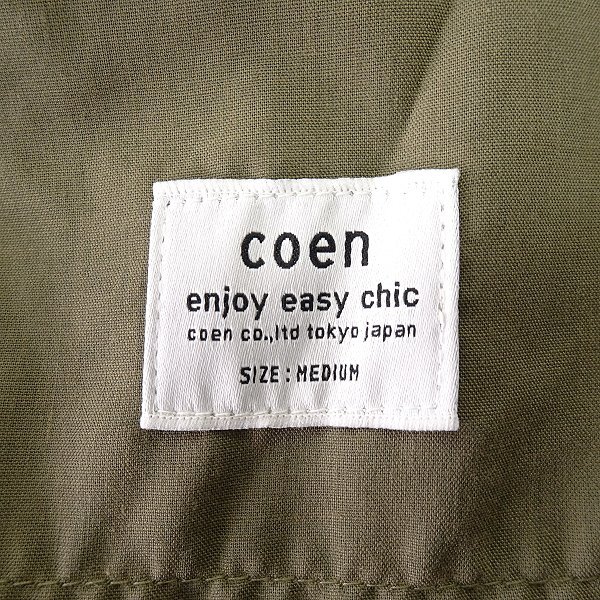 coen
enjoy easy chic
coen co.,ltd tokyo japan
SIZE : MEDIUM